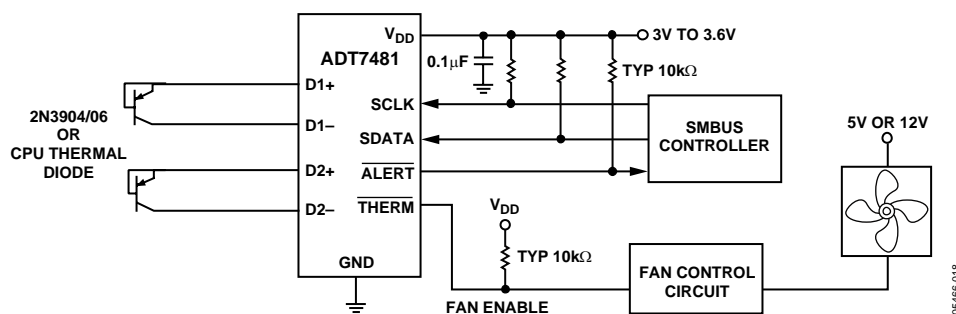 V_DD
ADT7481
3V TO 3.6V
0.1µF
TYP 10kΩ
D1+
D1–
D2+
D2–
SCLK
SDATA
ALERT
THERM
GND
2N3904/06
OR
CPU THERMAL
DIODE
SMBUS
CONTROLLER
5V OR 12V
V_DD
TYP 10kΩ
FAN ENABLE
FAN CONTROL
CIRCUIT
05466-018